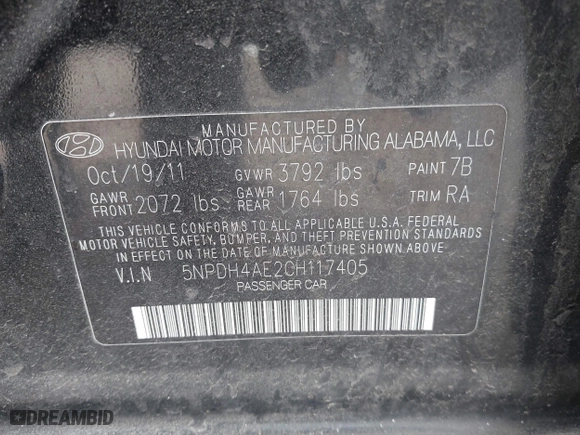 MANUFACTURED BY
HYUNDAI MOTOR MANUFACTURING ALABAMA, LLC
Oct/19/11 GVWR 3792 lbs PAINT 7B
GAWR FRONT 2072 lbs GAWR REAR 1764 lbs TRIM RA
THIS VEHICLE CONFORMS TO ALL APPLICABLE U.S.A. FEDERAL
MOTOR VEHICLE SAFETY, BUMPER, AND THEFT PREVENTION STANDARDS
IN EFFECT ON THE DATE OF MANUFACTURE SHOWN ABOVE
V.I.N 5NPDH4AE2CH117405
PASSENGER CAR
DREAMBID